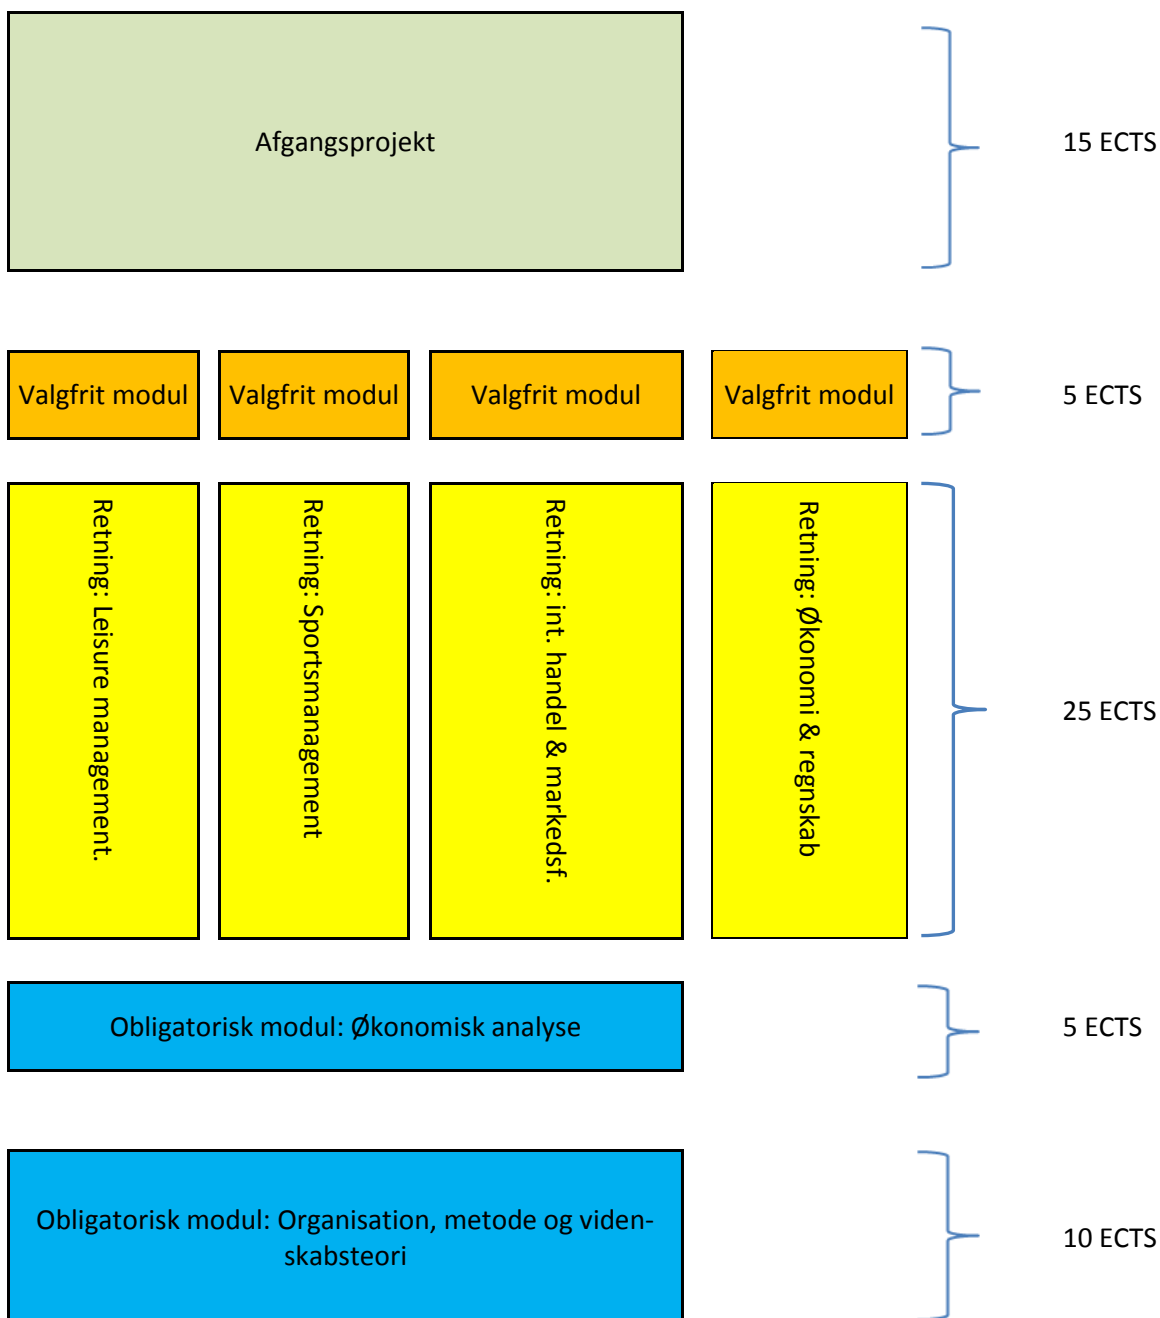 Afgangsprojekt
15 ECTS
Valgfrit modul
Valgfrit modul
Valgfrit modul
Valgfrit modul
5 ECTS
Retning: Leisure management.
Retning: Sportsmanagement
Retning: int. handel & markedsf.
Retning: Økonomi & regnskab
25 ECTS
Obligatorisk modul: Økonomisk analyse
5 ECTS
Obligatorisk modul: Organisation, metode og viden-
skabsteori
10 ECTS